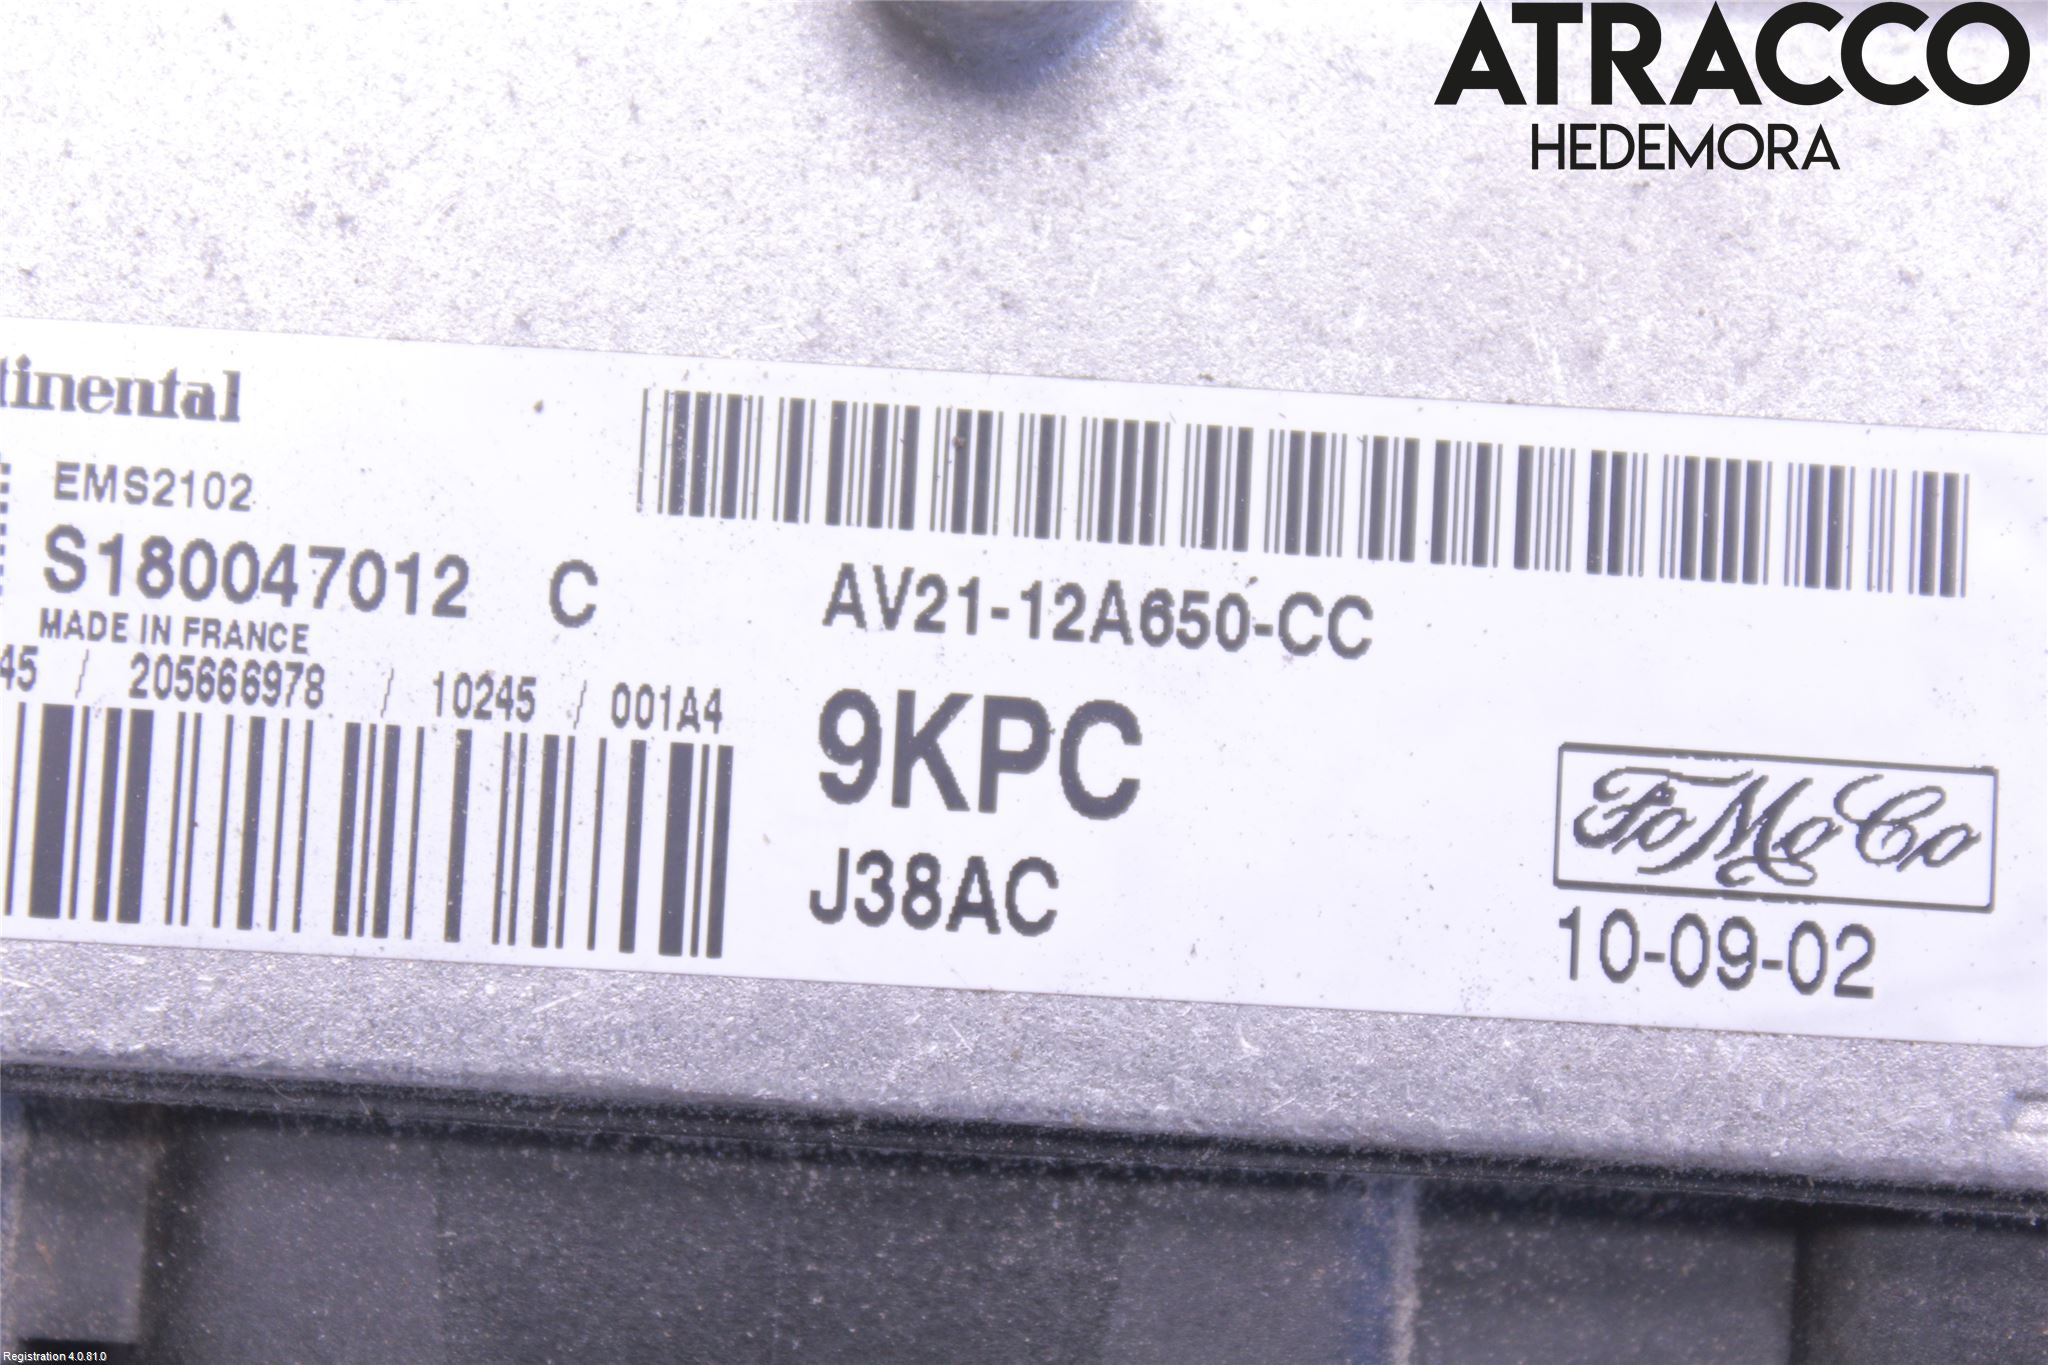 ATRACCO
HEDEMORA
tinental
EMS2102
S180047012 C
MADE IN FRANCE
45 / 205666978 / 10245 / 001A4
AV21-12A650-CC
9KPC
J38AC
FoMoCo
10-09-02
Registration 4.0.81.0